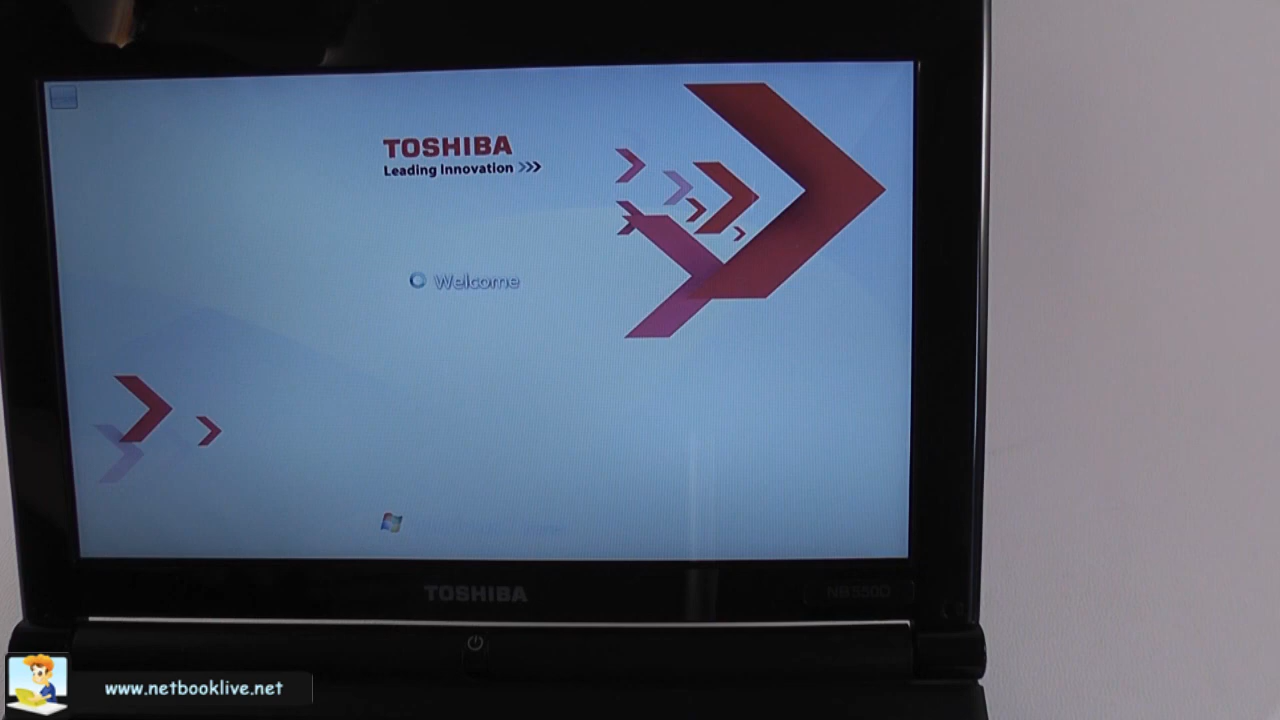 TOSHIBA
Leading Innovation >>>
Welcome
TOSHIBA
NB550D
www.netbooklive.net